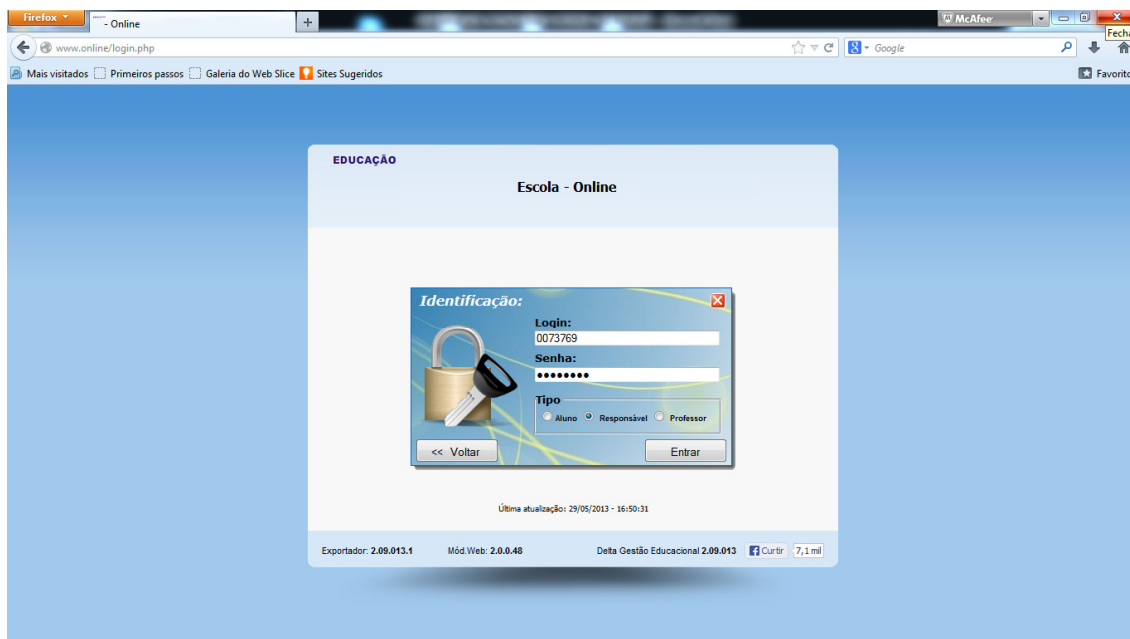 Firefox
- Online
+
McAfee
Fecha
www.online/login.php
Google
Mais visitados Primeiros passos Galeria do Web Slice Sites Sugeridos
Favorito
EDUCAÇÃO
Escola - Online
Identificação:
Login:
0073769
Senha:
••••••••
Tipo
Aluno Responsável Professor
<< Voltar Entrar
Última atualização: 29/05/2013 - 16:50:31
Exportador: 2.09.013.1 Mód.Web: 2.0.0.48 Delta Gestão Educacional 2.09.013 Curtir 7,1 mil